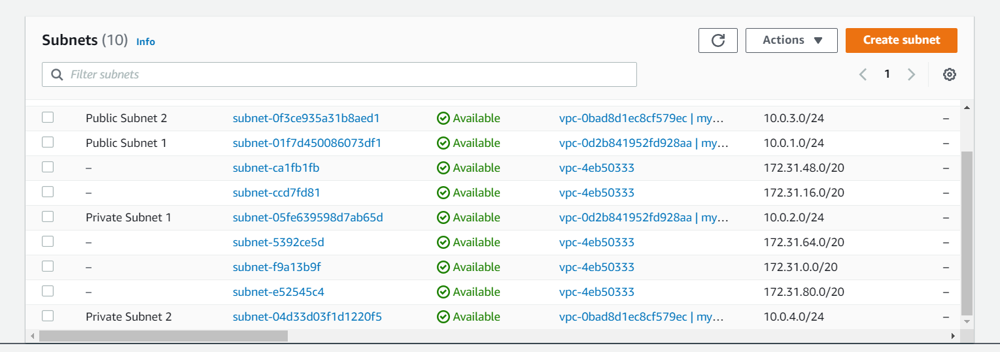 Subnets (10) Info
Actions Create subnet
Filter subnets
1
Public Subnet 2 subnet-0f3ce935a31b8aed1 Available vpc-0bad8d1ec8cf579ec | my… 10.0.3.0/24 –
Public Subnet 1 subnet-01f7d450086073df1 Available vpc-0d2b841952fd928aa | my… 10.0.1.0/24 –
– subnet-ca1fb1fb Available vpc-4eb50333 172.31.48.0/20 –
– subnet-ccd7fd81 Available vpc-4eb50333 172.31.16.0/20 –
Private Subnet 1 subnet-05fe639598d7ab65d Available vpc-0d2b841952fd928aa | my… 10.0.2.0/24 –
– subnet-5392ce5d Available vpc-4eb50333 172.31.64.0/20 –
– subnet-f9a13b9f Available vpc-4eb50333 172.31.0.0/20 –
– subnet-e52545c4 Available vpc-4eb50333 172.31.80.0/20 –
Private Subnet 2 subnet-04d33d03f1d1220f5 Available vpc-0bad8d1ec8cf579ec | my… 10.0.4.0/24 –